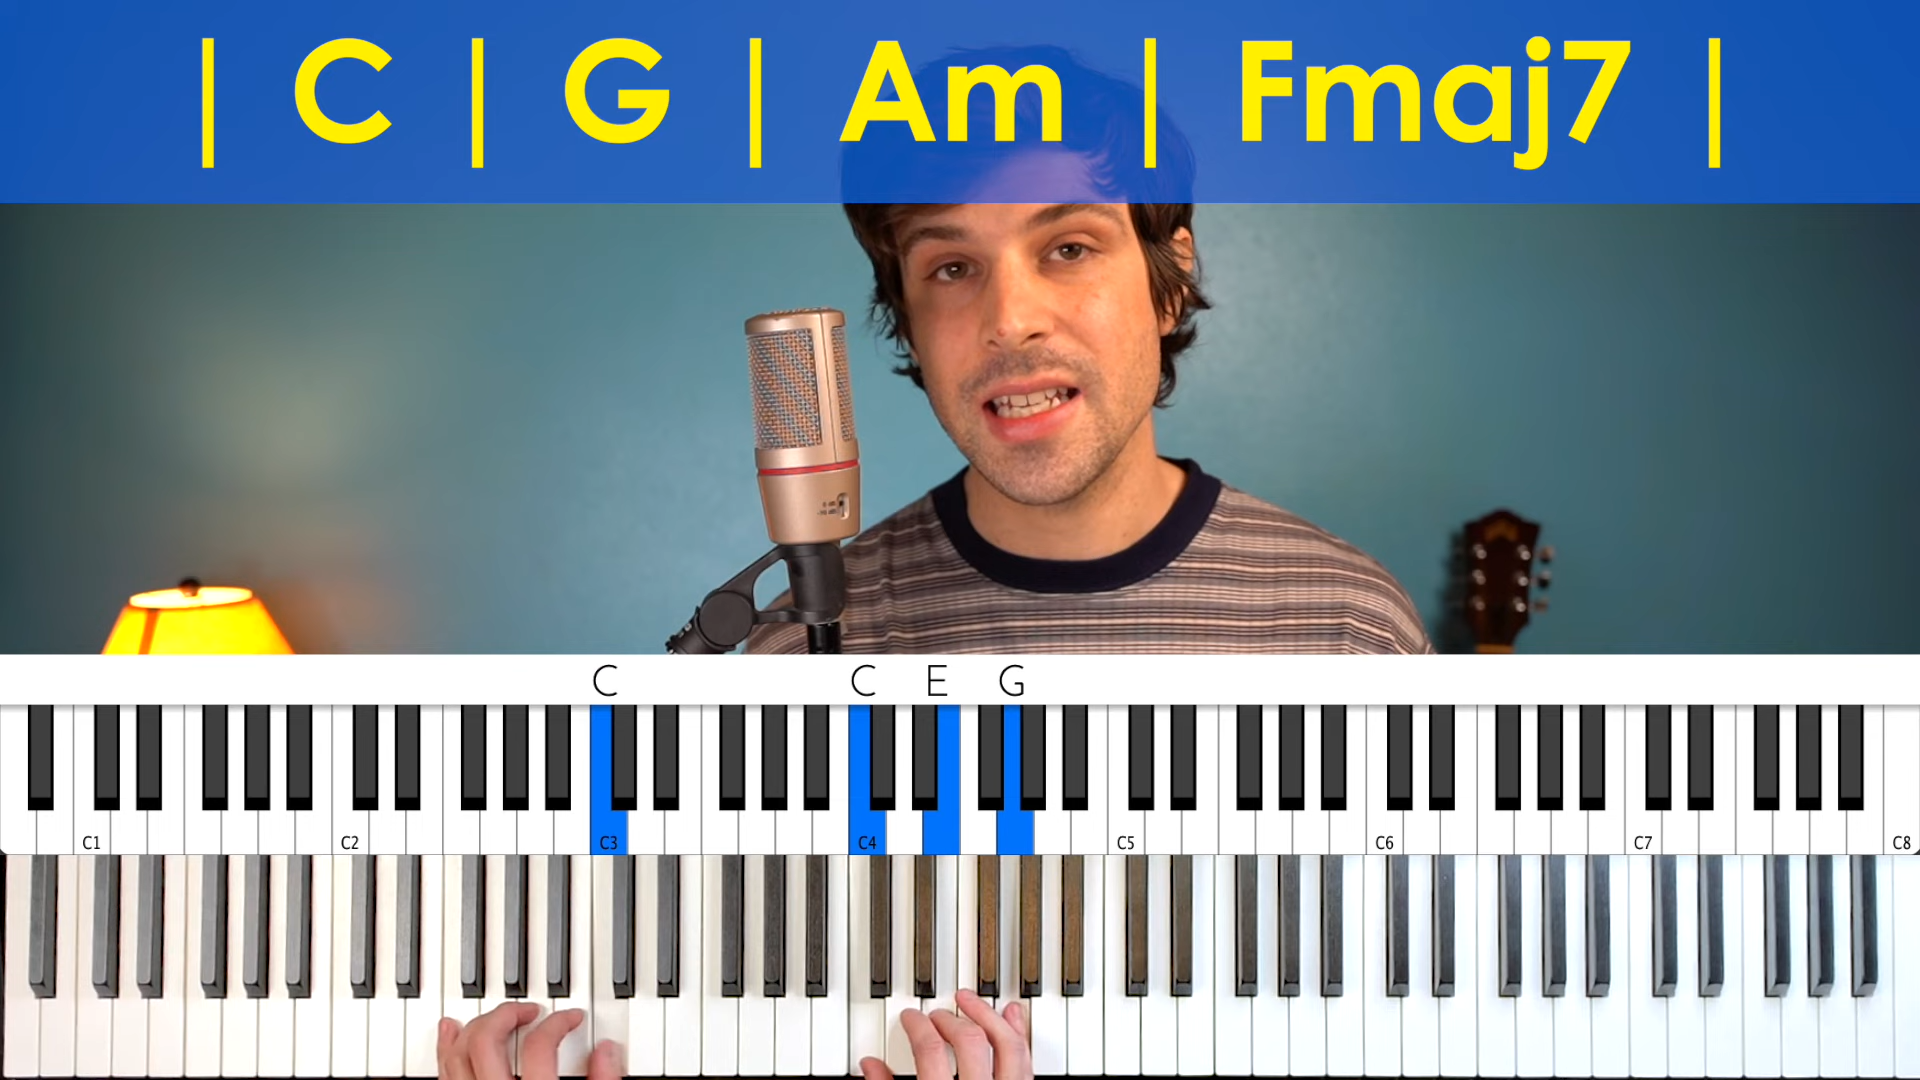 | C | G | Am | Fmaj7 |
C C E G
C1 C2 C3 C4 C5 C6 C7 C8